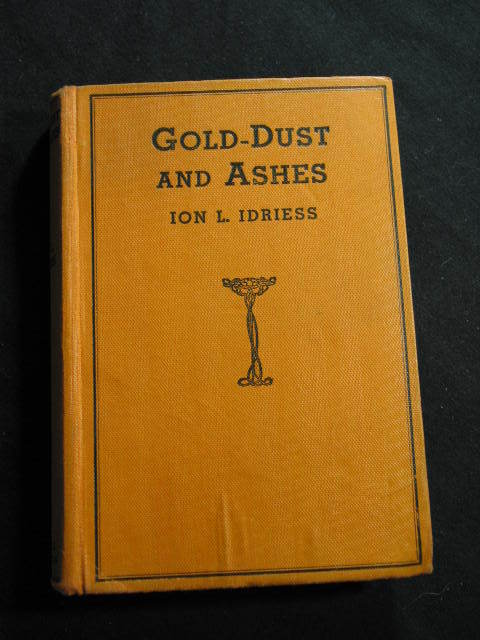 GOLD-DUST
AND ASHES
ION L. IDRIESS